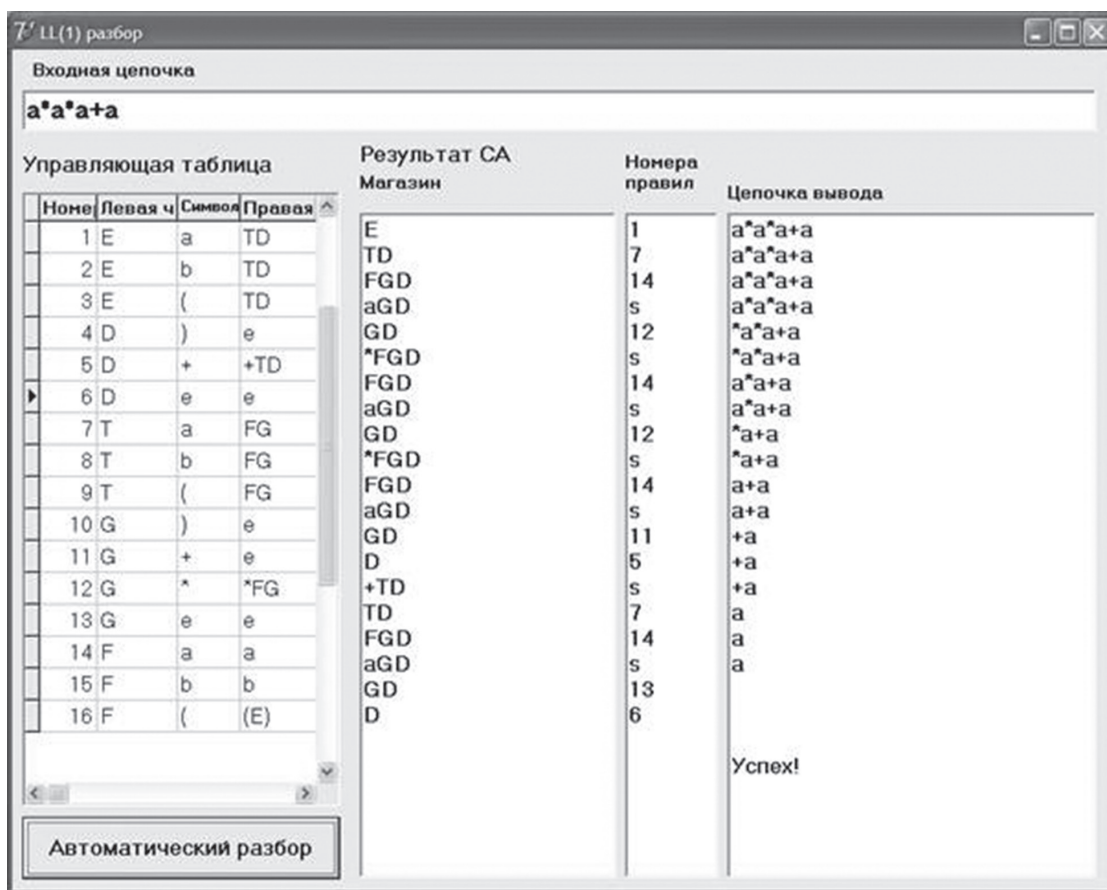 LL(1) разбор
Входная цепочка
a*a*a+a
Управляющая таблица
Номе Левая ч Символ Правая
1 E a TD
2 E b TD
3 E ( TD
4 D ) e
5 D + +TD
6 D e e
7 T a FG
8 T b FG
9 T ( FG
10 G ) e
11 G + e
12 G * *FG
13 G e e
14 F a a
15 F b b
16 F ( (E)
Автоматический разбор
Результат СА
Магазин
Номера
правил
Цепочка вывода
E 1 a*a*a+a
TD 7 a*a*a+a
FGD 14 a*a*a+a
aGD s a*a*a+a
GD 12 *a*a+a
*FGD s *a*a+a
FGD 14 a*a+a
aGD s a*a+a
GD 12 *a+a
*FGD s *a+a
FGD 14 a+a
aGD s a+a
GD 11 +a
D 5 +a
+TD s +a
TD 7 a
FGD 14 a
aGD s a
GD 13
D 6
Успех!